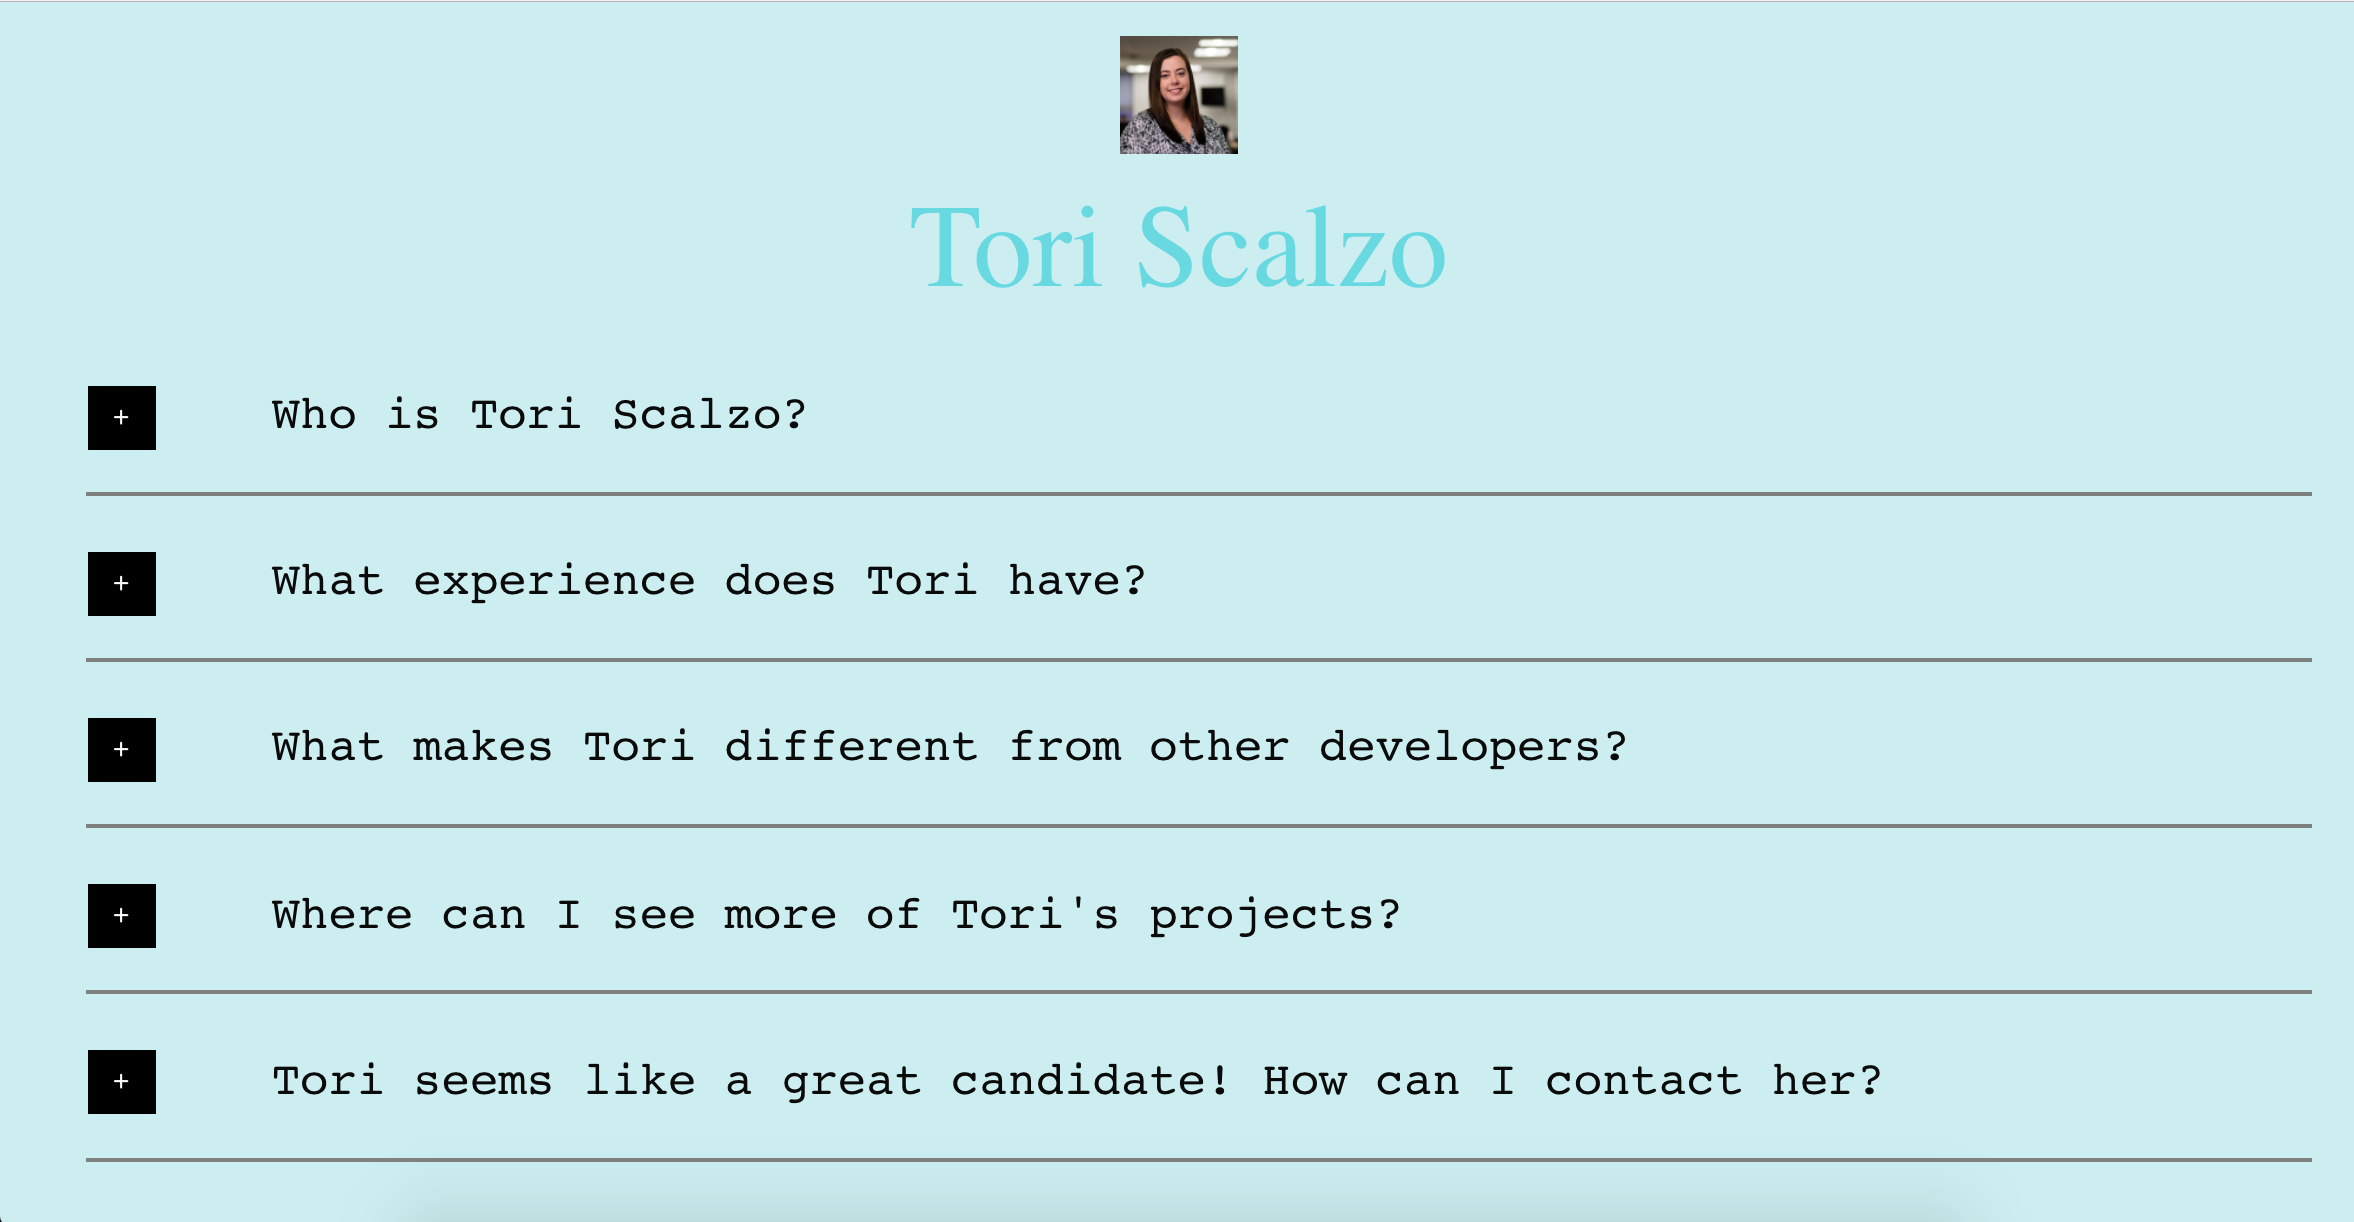 Tori Scalzo
+ Who is Tori Scalzo?
+ What experience does Tori have?
+ What makes Tori different from other developers?
+ Where can I see more of Tori's projects?
+ Tori seems like a great candidate! How can I contact her?